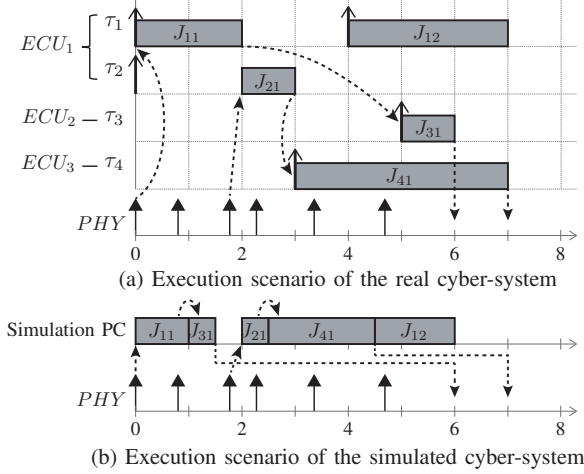 ECU₁ { τ₁ J₁₁ J₁₂
τ₂ J₂₁
ECU₂ – τ₃ J₃₁
ECU₃ – τ₄ J₄₁
PHY
0 2 4 6 8
(a) Execution scenario of the real cyber-system
Simulation PC J₁₁ J₃₁ J₂₁ J₄₁ J₁₂
PHY
0 2 4 6 8
(b) Execution scenario of the simulated cyber-system